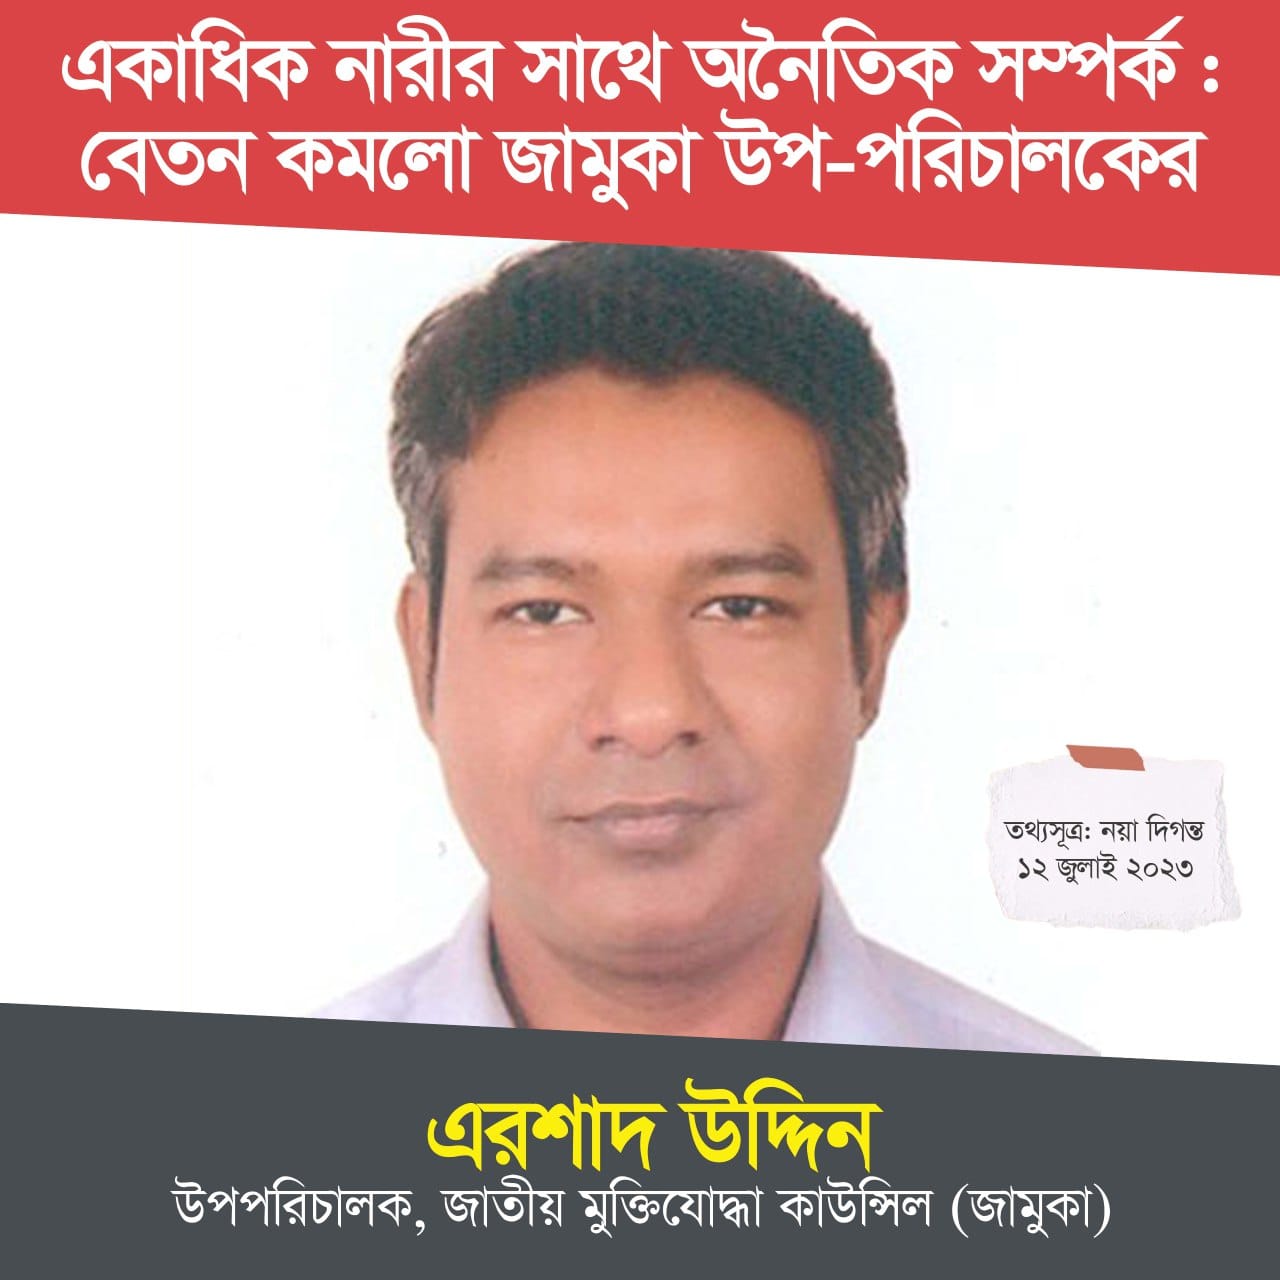 একাধিক নারীর সাথে অনৈতিক সম্পর্ক :
বেতন কমলো জামুকা উপ-পরিচালকের
তথ্যসূত্র: নয়া দিগন্ত
১২ জুলাই ২০২৩
এরশাদ উদ্দিন
উপপরিচালক, জাতীয় মুক্তিযোদ্ধা কাউন্সিল (জামুকা)